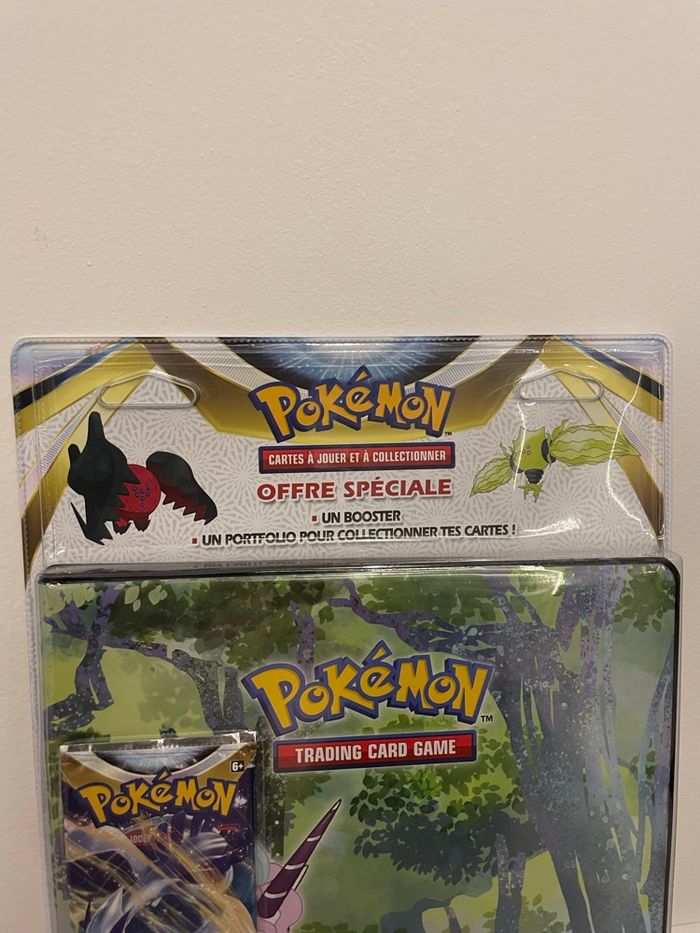 POKéMON
CARTES À JOUER ET À COLLECTIONNER
OFFRE SPÉCIALE
▪ UN BOOSTER
▪ UN PORTFOLIO POUR COLLECTIONNER TES CARTES !
POKéMON™
TRADING CARD GAME
6+
POKéMON